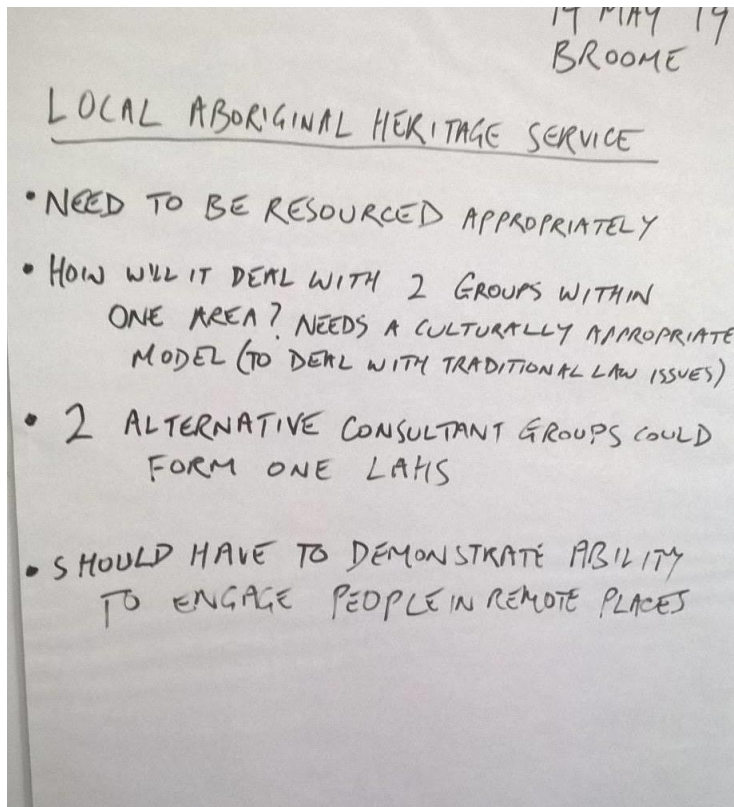 14 MAY 19
BROOME
LOCAL ABORIGINAL HERITAGE SERVICE
• NEED TO BE RESOURCED APPROPRIATELY
• HOW WILL IT DEAL WITH 2 GROUPS WITHIN
ONE AREA? NEEDS A CULTURALLY APPROPRIATE
MODEL (TO DEAL WITH TRADITIONAL LAW ISSUES)
• 2 ALTERNATIVE CONSULTANT GROUPS COULD
FORM ONE LAHS
• SHOULD HAVE TO DEMONSTRATE ABILITY
TO ENGAGE PEOPLE IN REMOTE PLACES